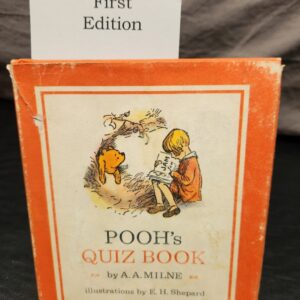 First
Edition
POOH's
QUIZ BOOK
by A.A.MILNE
illustrations by E. H. Shepard